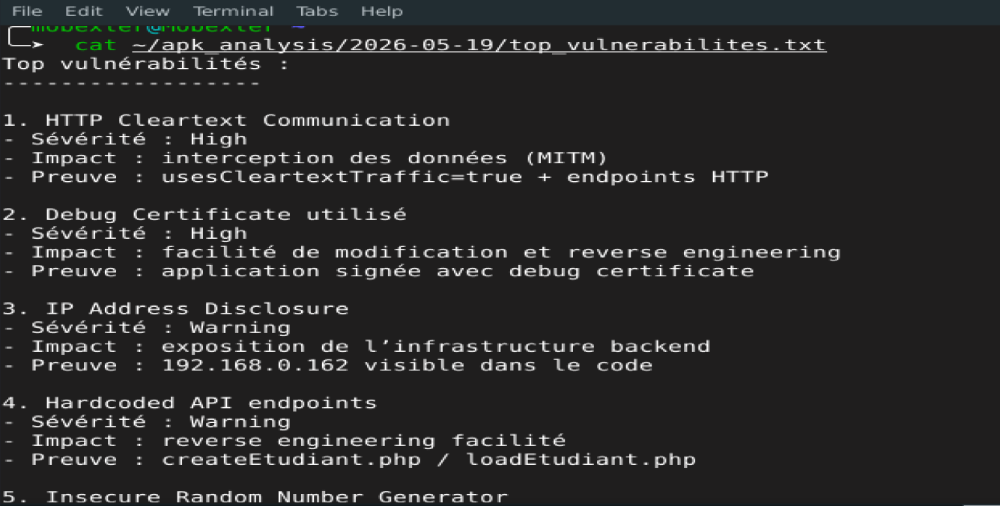 File Edit View Terminal Tabs Help
mobexler@Mobexler ~
cat ~/apk_analysis/2026-05-19/top_vulnerabilites.txt
Top vulnérabilités :
------------------
1. HTTP Cleartext Communication
- Sévérité : High
- Impact : interception des données (MITM)
- Preuve : usesCleartextTraffic=true + endpoints HTTP
2. Debug Certificate utilisé
- Sévérité : High
- Impact : facilité de modification et reverse engineering
- Preuve : application signée avec debug certificate
3. IP Address Disclosure
- Sévérité : Warning
- Impact : exposition de l’infrastructure backend
- Preuve : 192.168.0.162 visible dans le code
4. Hardcoded API endpoints
- Sévérité : Warning
- Impact : reverse engineering facilité
- Preuve : createEtudiant.php / loadEtudiant.php
5. Insecure Random Number Generator